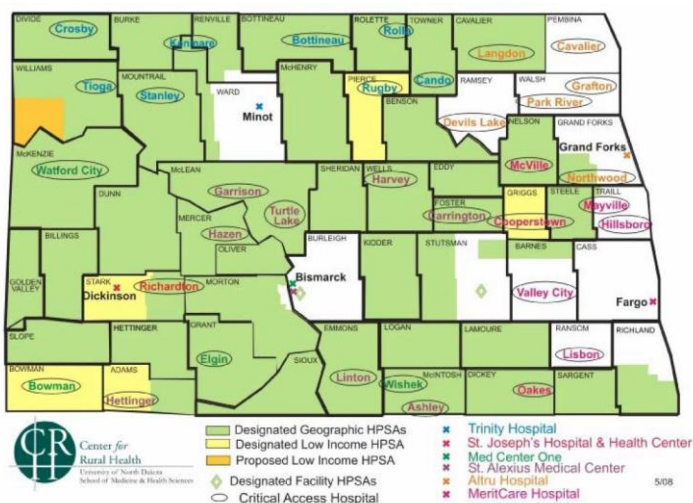 DIVIDE
BURKE
RENVILLE
BOTTINEAU
ROLETTE
TOWNER
CAVALIER
PEMBINA
Crosby
Kenmare
Bottineau
Rolla
Langdon
Cavalier
WILLIAMS
Tioga
MOUNTRAIL
Stanley
WARD
Minot
McHENRY
PIERCE
Rugby
Cando
BENSON
RAMSEY
Devils Lake
WALSH
Grafton
Park River
NELSON
GRAND FORKS
Grand Forks
McKENZIE
Watford City
McLEAN
Garrison
SHERIDAN
WELLS
Harvey
EDDY
McVille
Northwood
DUNN
MERCER
Turtle
Lake
Hazen
OLIVER
FOSTER
Carrington
GRIGGS
Cooperstown
STEELE
TRAILL
Mayville
Hillsboro
BILLINGS
GOLDEN
VALLEY
STARK
Dickinson
Richardton
MORTON
BURLEIGH
Bismarck
KIDDER
STUTSMAN
BARNES
Valley City
CASS
Fargo
SLOPE
HETTINGER
GRANT
Elgin
SIOUX
EMMONS
LOGAN
LAMOURE
RANSOM
Lisbon
RICHLAND
BOWMAN
Bowman
ADAMS
Hettinger
Linton
McINTOSH
Wishek
Ashley
DICKEY
Oakes
SARGENT
CRH
Center for
Rural Health
University of North Dakota
School of Medicine & Health Sciences
Designated Geographic HPSAs
Designated Low Income HPSA
Proposed Low Income HPSA
Designated Facility HPSAs
Critical Access Hospital
Trinity Hospital
St. Joseph's Hospital & Health Center
Med Center One
St. Alexius Medical Center
Altru Hospital
MeritCare Hospital
5/08